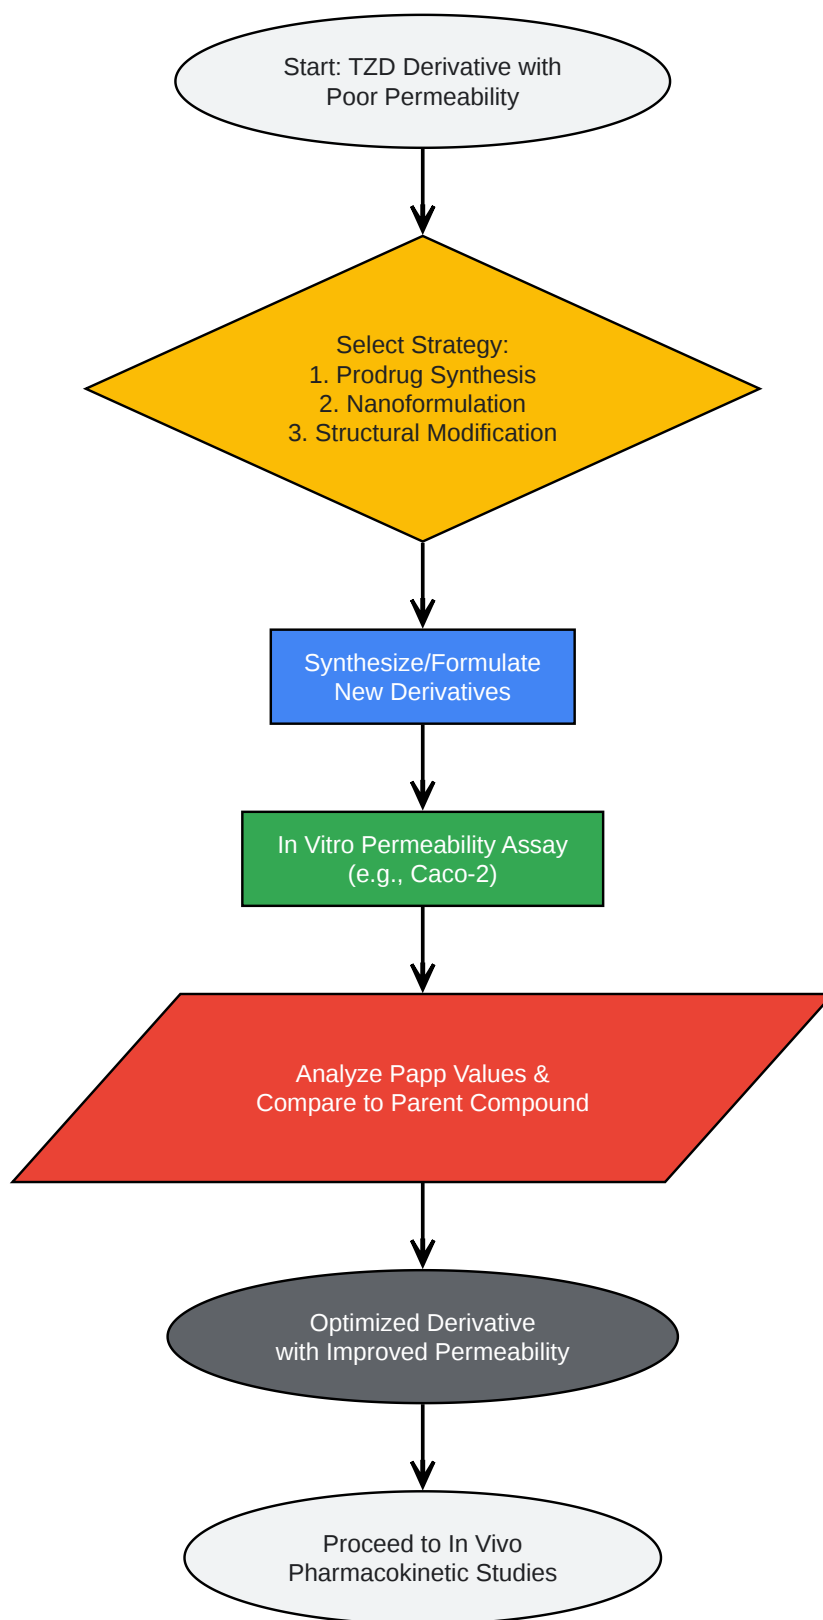 Start: TZD Derivative with
Poor Permeability
Select Strategy:
1. Prodrug Synthesis
2. Nanoformulation
3. Structural Modification
Synthesize/Formulate
New Derivatives
In Vitro Permeability Assay
(e.g., Caco-2)
Analyze Papp Values &
Compare to Parent Compound
Optimized Derivative
with Improved Permeability
Proceed to In Vivo
Pharmacokinetic Studies